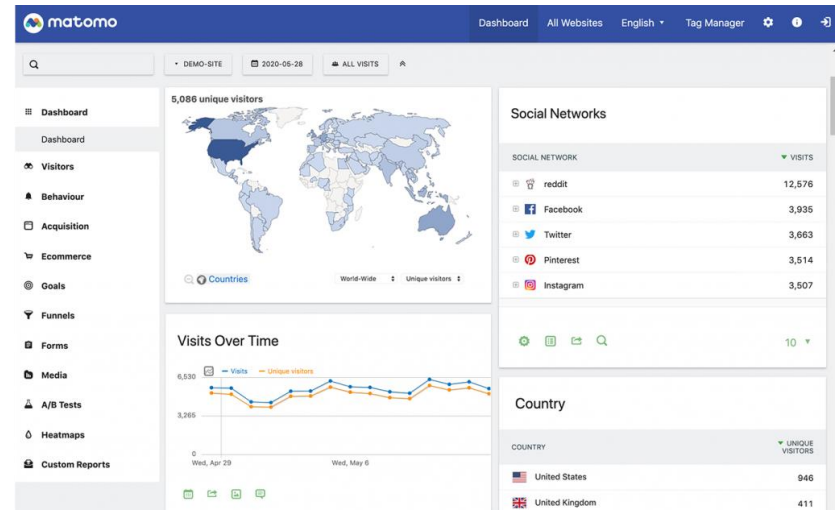 matomo
Dashboard All Websites English Tag Manager
DEMO-SITE 2020-05-28 ALL VISITS
Dashboard
Dashboard
Visitors
Behaviour
Acquisition
Ecommerce
Goals
Funnels
Forms
Media
A/B Tests
Heatmaps
Custom Reports
5,086 unique visitors
Countries World-Wide Unique visitors
Visits Over Time
Visits Unique visitors
6,530
3,265
0
Wed, Apr 29 Wed, May 6
Social Networks
SOCIAL NETWORK VISITS
reddit 12,576
Facebook 3,935
Twitter 3,663
Pinterest 3,514
Instagram 3,507
10
Country
COUNTRY UNIQUE
VISITORS
United States 946
United Kingdom 411